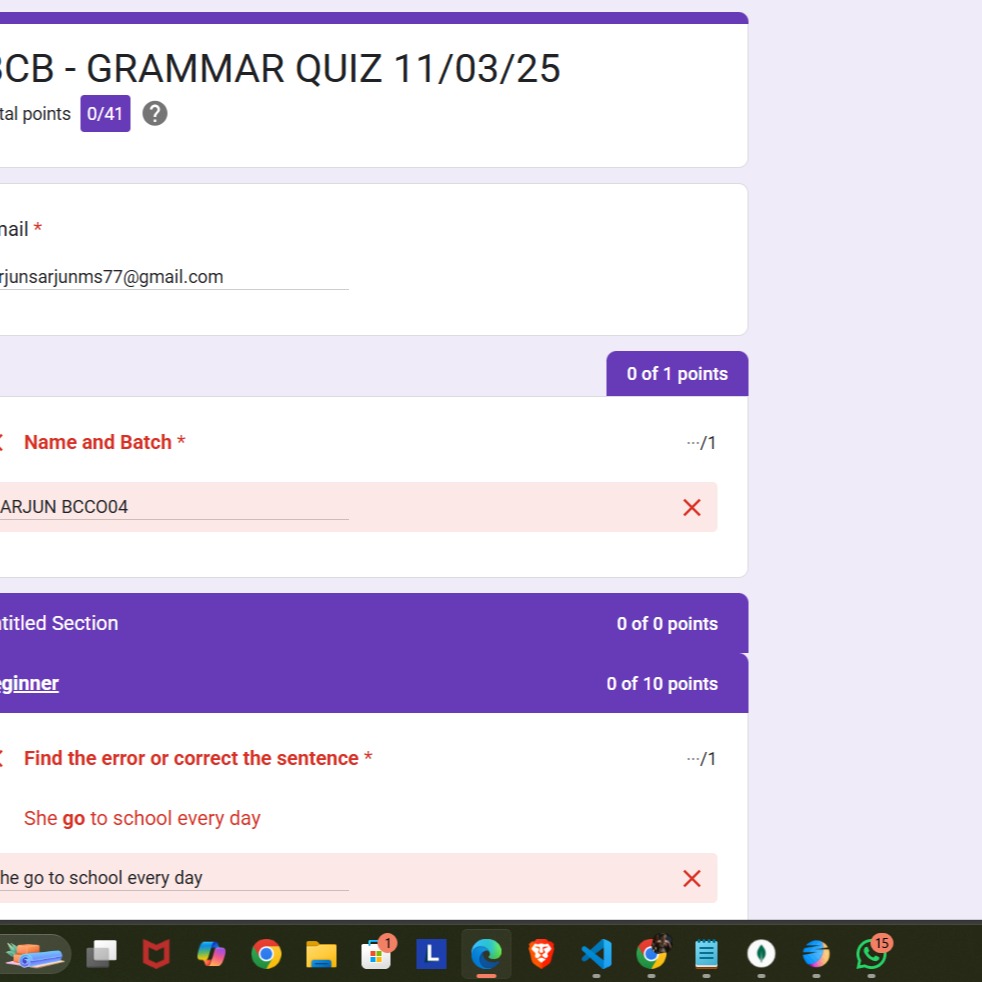 CB - GRAMMAR QUIZ 11/03/25
tal points 0/41 ?
nail *
rjunsarjunms77@gmail.com
0 of 1 points
Name and Batch *
···/1
ARJUN BCCO04
titled Section
0 of 0 points
ginner
0 of 10 points
Find the error or correct the sentence *
···/1
She go to school every day
he go to school every day
1
L
15